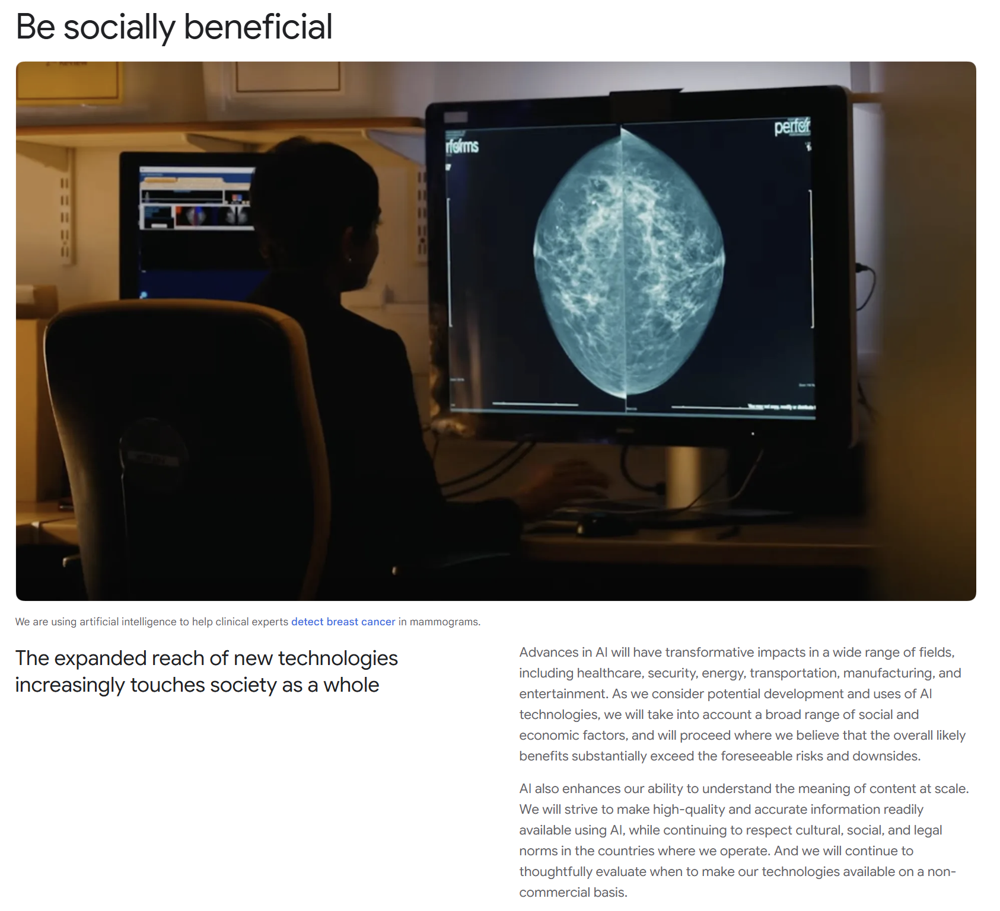 Be socially beneficial
rforms
perfor
We are using artificial intelligence to help clinical experts detect breast cancer in mammograms.
The expanded reach of new technologies
increasingly touches society as a whole
Advances in AI will have transformative impacts in a wide range of fields,
including healthcare, security, energy, transportation, manufacturing, and
entertainment. As we consider potential development and uses of AI
technologies, we will take into account a broad range of social and
economic factors, and will proceed where we believe that the overall likely
benefits substantially exceed the foreseeable risks and downsides.
AI also enhances our ability to understand the meaning of content at scale.
We will strive to make high-quality and accurate information readily
available using AI, while continuing to respect cultural, social, and legal
norms in the countries where we operate. And we will continue to
thoughtfully evaluate when to make our technologies available on a non-
commercial basis.